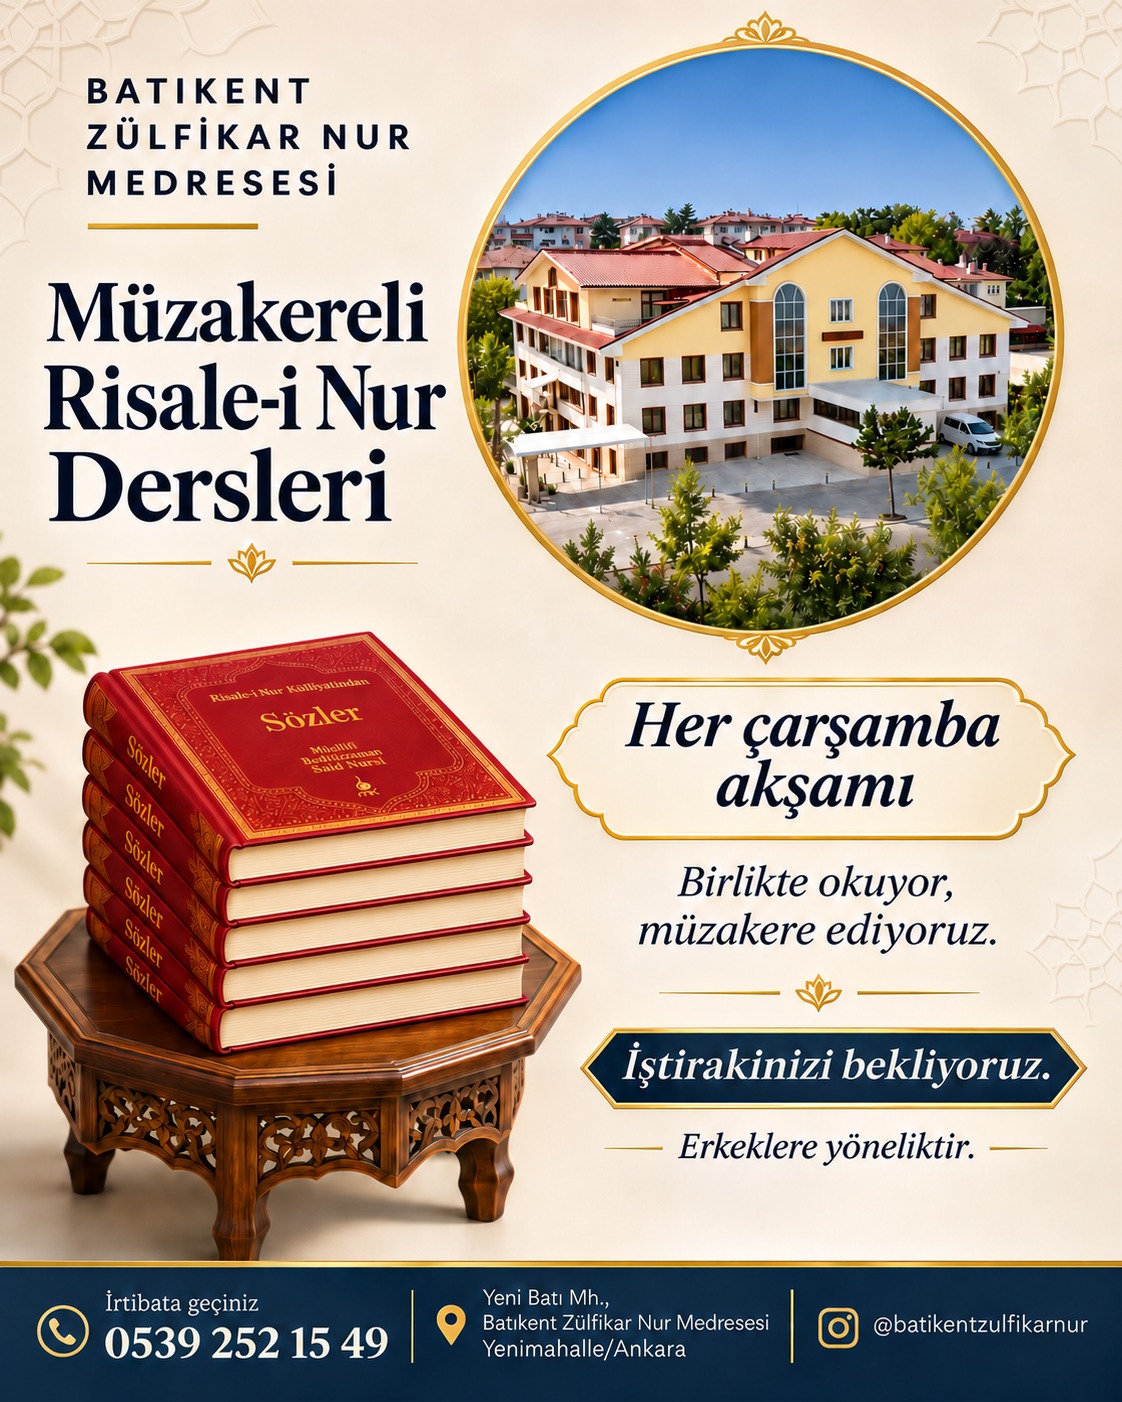 BATIKENT
ZÜLFİKAR NUR
MEDRESESİ
Müzakereli
Risale-i Nur
Dersleri
Risale-i Nur Külliyatından
Sözler
Müellifi
Bediüzzaman
Said Nursî
Sözler
Sözler
Sözler
Sözler
Sözler
Sözler
Her çarşamba
akşamı
Birlikte okuyor,
müzakere ediyoruz.
İştirakinizi bekliyoruz.
Erkeklere yöneliktir.
İrtibata geçiniz
0539 252 15 49
Yeni Batı Mh.,
Batıkent Zülfikar Nur Medresesi
Yenimahalle/Ankara
@batikentzulfikarnur